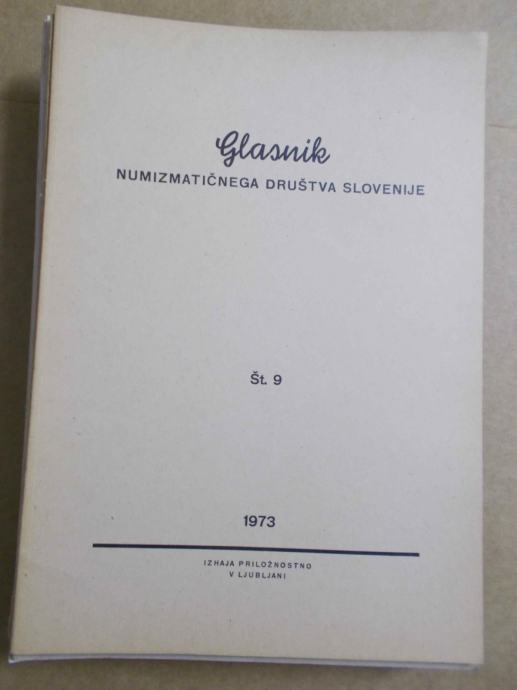 Glasnik
NUMIZMATIČNEGA DRUŠTVA SLOVENIJE
Št. 9
1973
IZHAJA PRILOŽNOSTNO
V LJUBLJANI